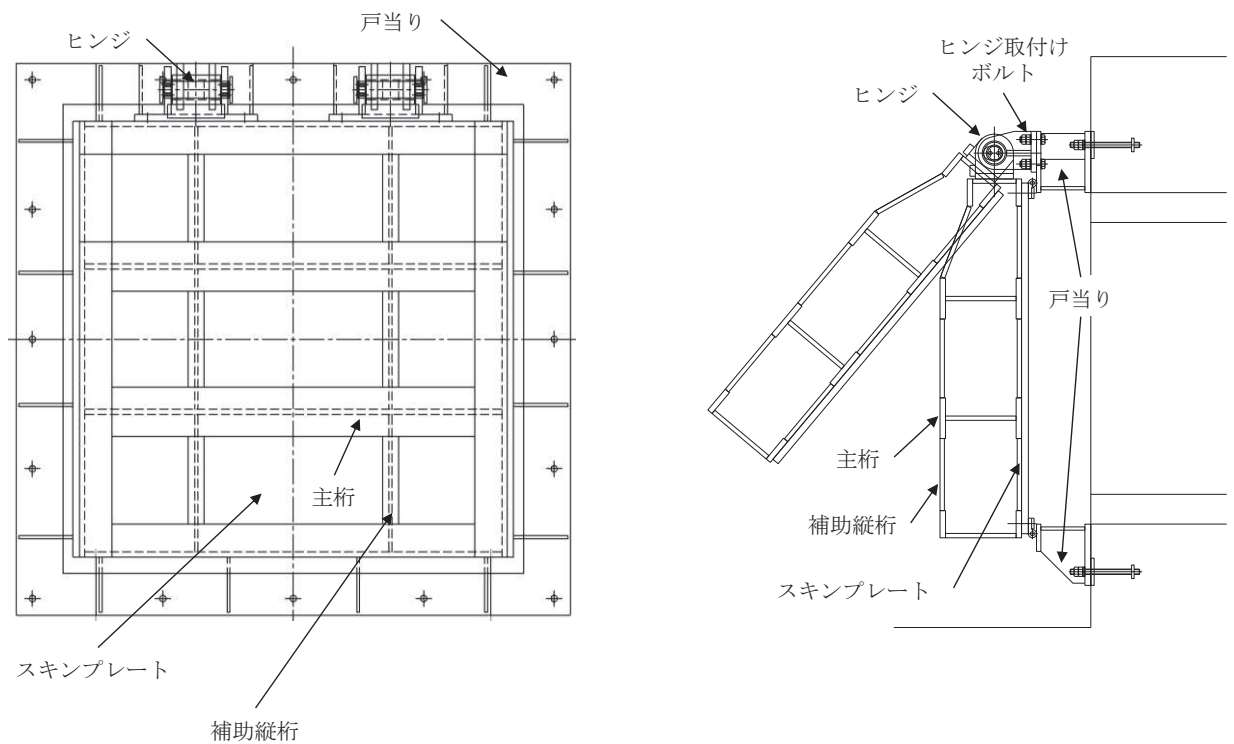 ヒンジ
戸当り
主桁
スキンプレート
補助縦桁
ヒンジ取付け
ボルト
ヒンジ
戸当り
主桁
補助縦桁
スキンプレート